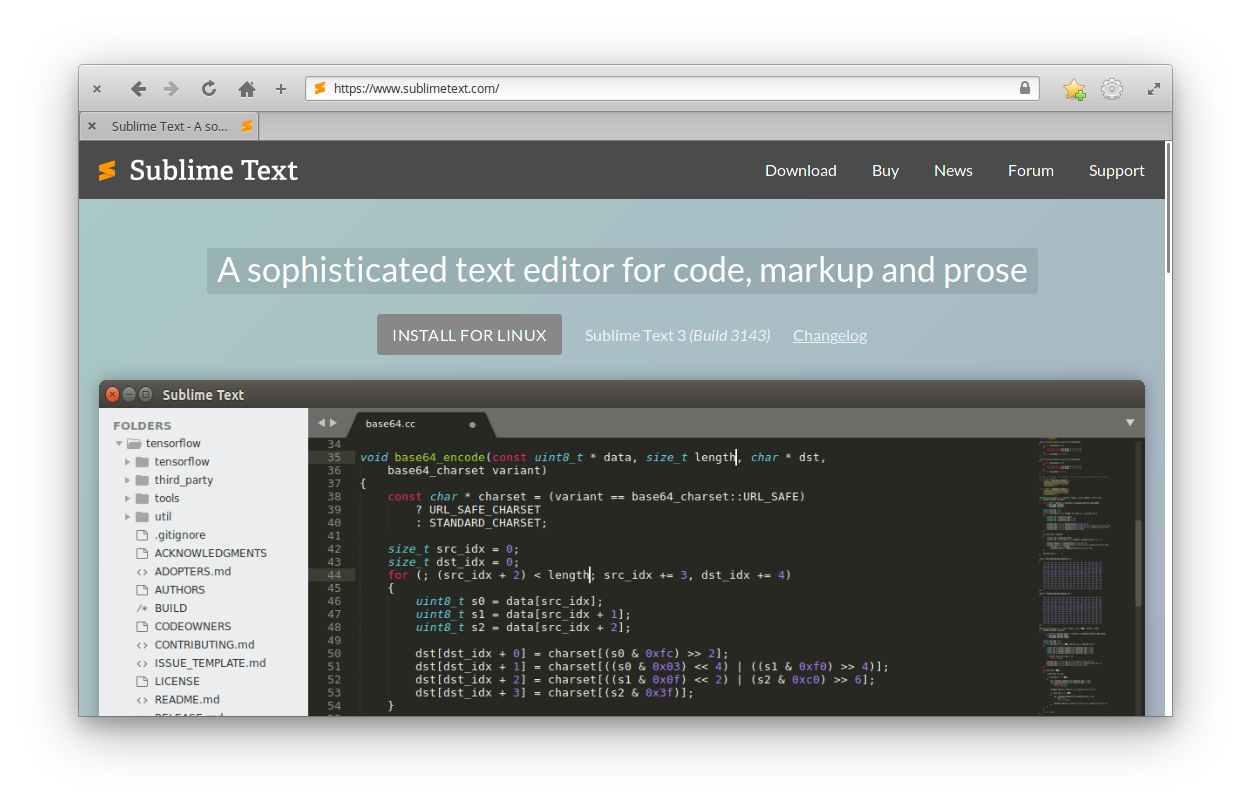 https://www.sublimetext.com/
Sublime Text - A so...
Sublime Text
Download Buy News Forum Support
A sophisticated text editor for code, markup and prose
INSTALL FOR LINUX Sublime Text 3 (Build 3143) Changelog
Sublime Text
FOLDERS
tensorflow
tensorflow
third_party
tools
util
.gitignore
ACKNOWLEDGMENTS
ADOPTERS.md
AUTHORS
BUILD
CODEOWNERS
CONTRIBUTING.md
ISSUE_TEMPLATE.md
LICENSE
README.md
RELEASE.md
base64.cc
34
35 void base64_encode(const uint8_t * data, size_t length, char * dst,
36     base64_charset variant)
37 {
38     const char * charset = (variant == base64_charset::URL_SAFE)
39         ? URL_SAFE_CHARSET
40         : STANDARD_CHARSET;
41
42     size_t src_idx = 0;
43     size_t dst_idx = 0;
44     for (; (src_idx + 2) < length; src_idx += 3, dst_idx += 4)
45     {
46         uint8_t s0 = data[src_idx];
47         uint8_t s1 = data[src_idx + 1];
48         uint8_t s2 = data[src_idx + 2];
49
50         dst[dst_idx + 0] = charset[(s0 & 0xfc) >> 2];
51         dst[dst_idx + 1] = charset[((s0 & 0x03) << 4) | ((s1 & 0xf0) >> 4)];
52         dst[dst_idx + 2] = charset[((s1 & 0x0f) << 2) | (s2 & 0xc0) >> 6];
53         dst[dst_idx + 3] = charset[(s2 & 0x3f)];
54     }